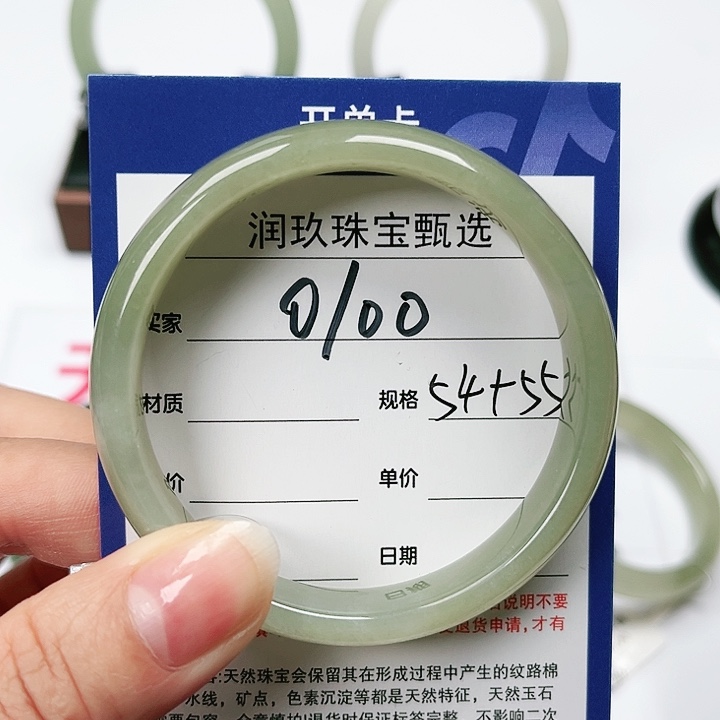 开单卡
润玖珠宝甄选
买家 0/00
材质 规格 54+55
价 单价
日期
说明不要
退货申请,才有
:天然珠宝会保留其在形成过程中产生的纹路棉
水线，矿点，色素沉淀等都是天然特征，天然玉石